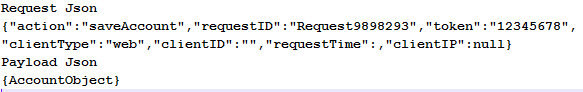 Request Json
{"action":"saveAccount","requestID":"Request9898293","token":"12345678",
"clientType":"web","clientID":"","requestTime":,"clientIP":null}
Payload Json
{AccountObject}